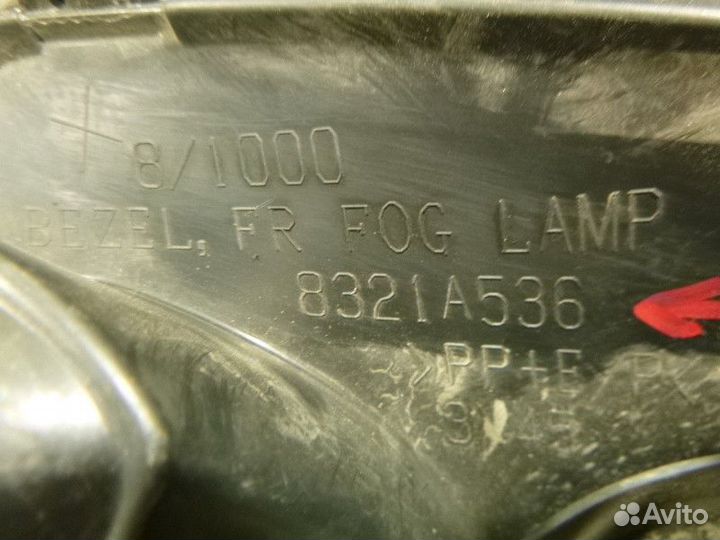 8/1000
BEZEL, FR FOG LAMP
8321A536
>PP+E
Avito